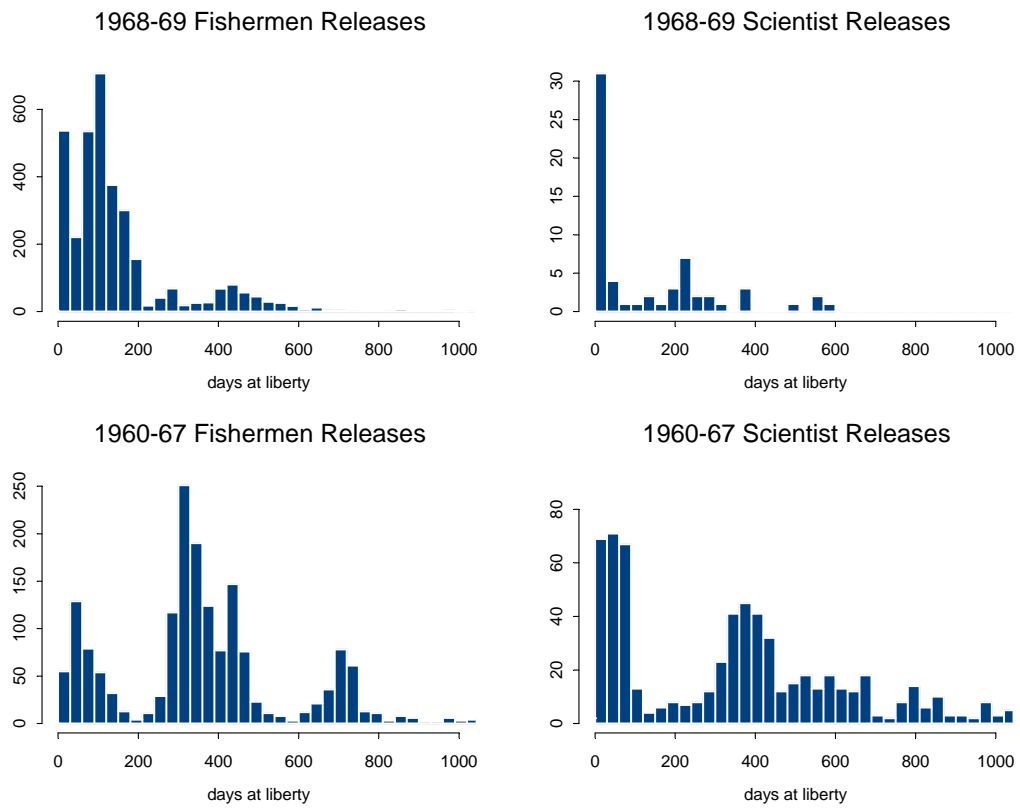 1968-69 Fishermen Releases
600
400
200
0
0 200 400 600 800 1000
days at liberty
1968-69 Scientist Releases
30
25
20
15
10
5
0
0 200 400 600 800 1000
days at liberty
1960-67 Fishermen Releases
250
200
150
100
50
0
0 200 400 600 800 1000
days at liberty
1960-67 Scientist Releases
80
60
40
20
0
0 200 400 600 800 1000
days at liberty